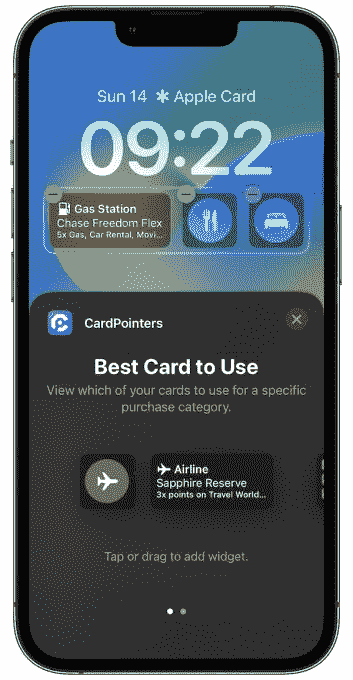 Sun 14 ✱ Apple Card
09:22
Gas Station
Chase Freedom Flex
5x Gas, Car Rental, Movi...
CardPointers
Best Card to Use
View which of your cards to use for a specific
purchase category.
Airline
Sapphire Reserve
3x points on Travel World...
Tap or drag to add widget.